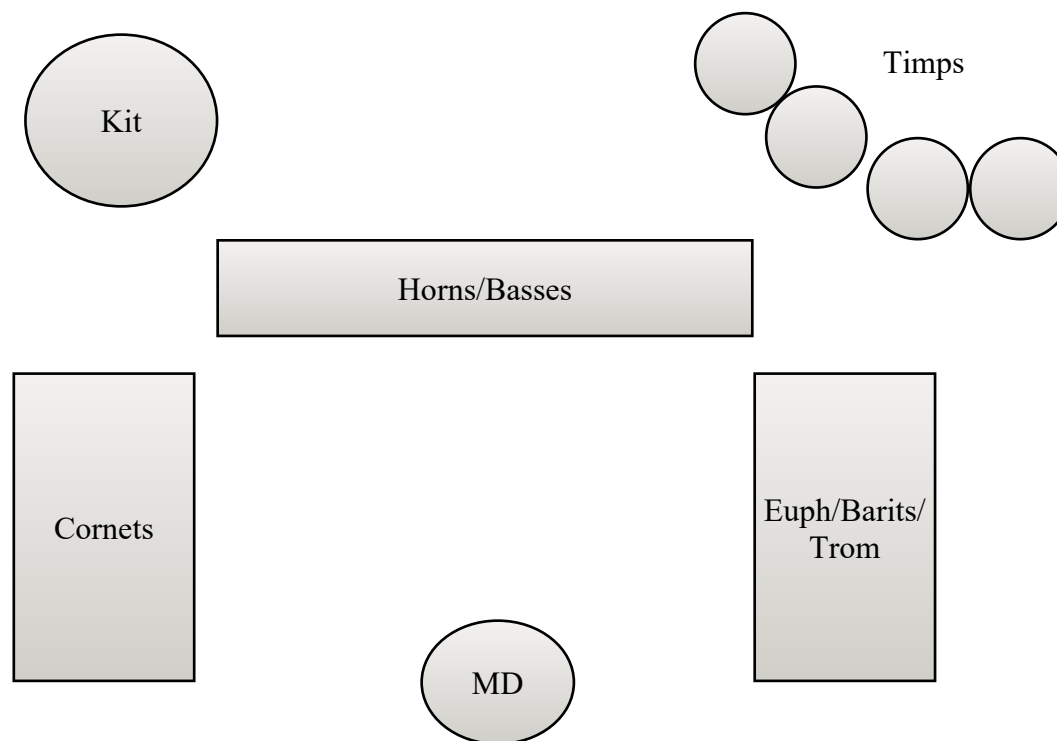 Timps
Kit
Horns/Basses
Cornets
Euph/Barits/
Trom
MD